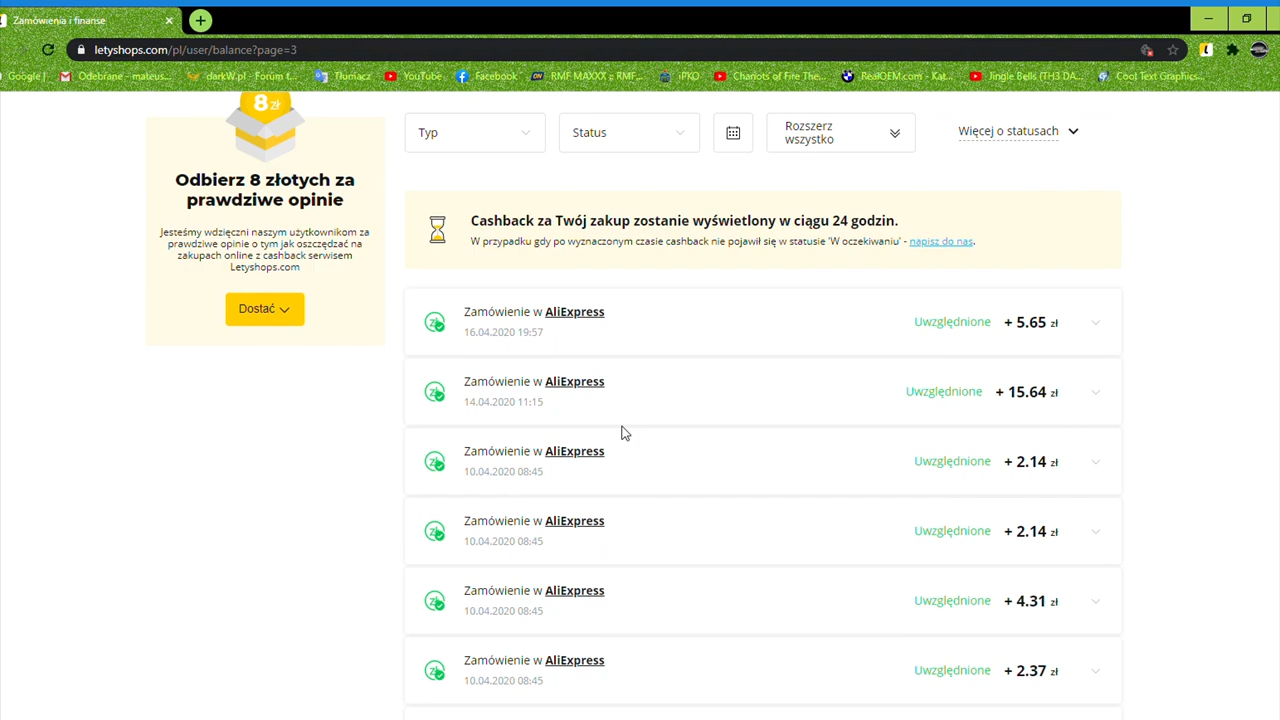 Zamówienia i finanse
letyshops.com/pl/user/balance?page=3
Google |
Odebrane - mateus...
darkW.pl - Forum t...
Tłumacz
YouTube
Facebook
RMF MAXXX :: RMF...
iPKO
Chariots of Fire The...
RealOEM.com - Kat...
Jingle Bells (TH3 DA...
Cool Text Graphics...
8 zł
Odbierz 8 złotych za
prawdziwe opinie
Jesteśmy wdzięczni naszym użytkownikom za
prawdziwe opinie o tym jak oszczędzać na
zakupach online z cashback serwisem
Letyshops.com
Dostać
Typ
Status
Rozszerz
wszystko
Więcej o statusach
Cashback za Twój zakup zostanie wyświetlony w ciągu 24 godzin.
W przypadku gdy po wyznaczonym czasie cashback nie pojawił się w statusie 'W oczekiwaniu' - napisz do nas.
Zamówienie w AliExpress
16.04.2020 19:57
Uwzględnione + 5.65 zł
Zamówienie w AliExpress
14.04.2020 11:15
Uwzględnione + 15.64 zł
Zamówienie w AliExpress
10.04.2020 08:45
Uwzględnione + 2.14 zł
Zamówienie w AliExpress
10.04.2020 08:45
Uwzględnione + 2.14 zł
Zamówienie w AliExpress
10.04.2020 08:45
Uwzględnione + 4.31 zł
Zamówienie w AliExpress
10.04.2020 08:45
Uwzględnione + 2.37 zł